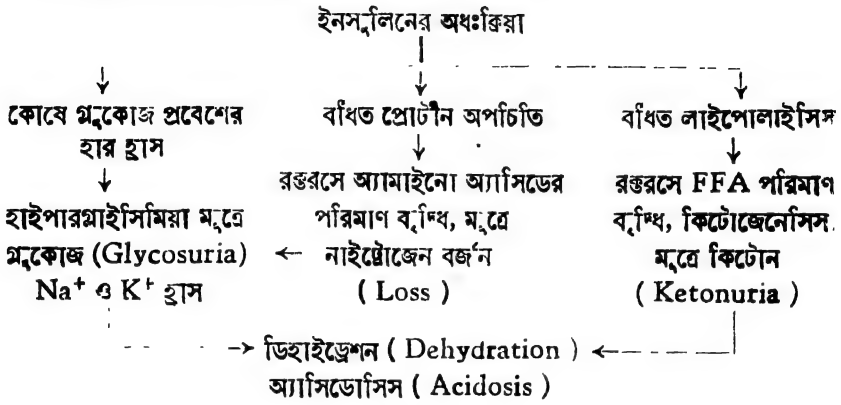 ইনসুলিনের অধঃক্রিয়া
কোষে গ্লুকোজ প্রবেশের
হার হ্রাস
বর্ধিত প্রোটীন অপচিতি
বর্ধিত লাইপোলাইসিস
হাইপারগ্লাইসিমিয়া মূত্রে
গ্লুকোজ (Glycosuria)
Na⁺ ও K⁺ হ্রাস
রক্তরসে অ্যামাইনো অ্যাসিডের
পরিমাণ বৃদ্ধি, মূত্রে
নাইট্রোজেন বর্জন
( Loss )
রক্তরসে FFA পরিমাণ
বৃদ্ধি, কিটোজেনেসিস
মূত্রে কিটোন
( Ketonuria )
ডিহাইড্রেশন ( Dehydration )
অ্যাসিডোসিস ( Acidosis )